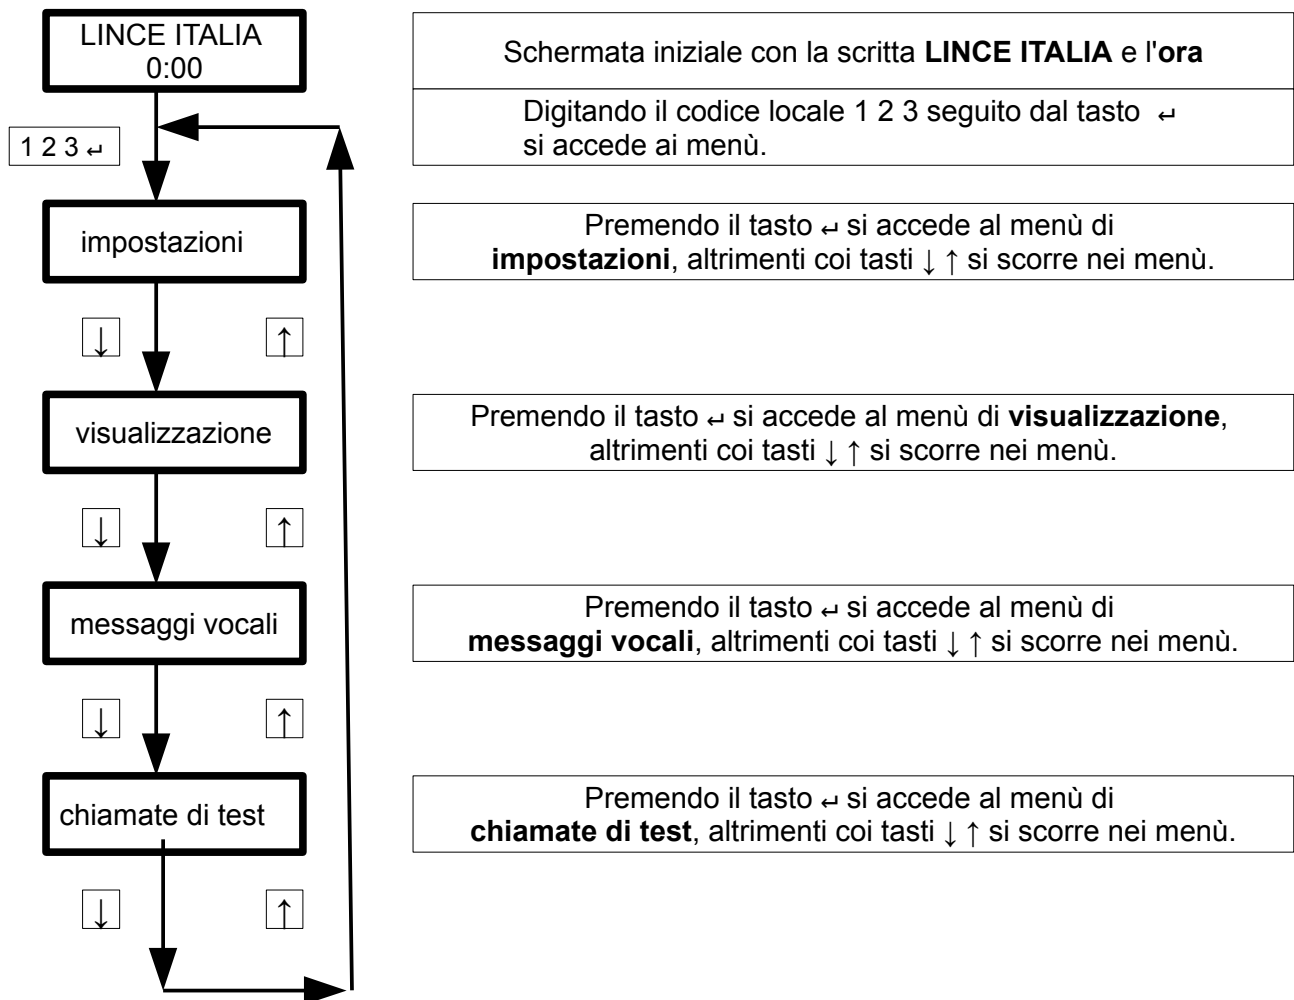 LINCE ITALIA
0:00
Schermata iniziale con la scritta LINCE ITALIA e l'ora
Digitando il codice locale 1 2 3 seguito dal tasto ↵
si accede ai menù.
1 2 3 ↵
impostazioni
Premendo il tasto ↵ si accede al menù di
impostazioni, altrimenti coi tasti ↓ ↑ si scorre nei menù.
↓ ↑
visualizzazione
Premendo il tasto ↵ si accede al menù di visualizzazione,
altrimenti coi tasti ↓ ↑ si scorre nei menù.
↓ ↑
messaggi vocali
Premendo il tasto ↵ si accede al menù di
messaggi vocali, altrimenti coi tasti ↓ ↑ si scorre nei menù.
↓ ↑
chiamate di test
Premendo il tasto ↵ si accede al menù di
chiamate di test, altrimenti coi tasti ↓ ↑ si scorre nei menù.
↓ ↑